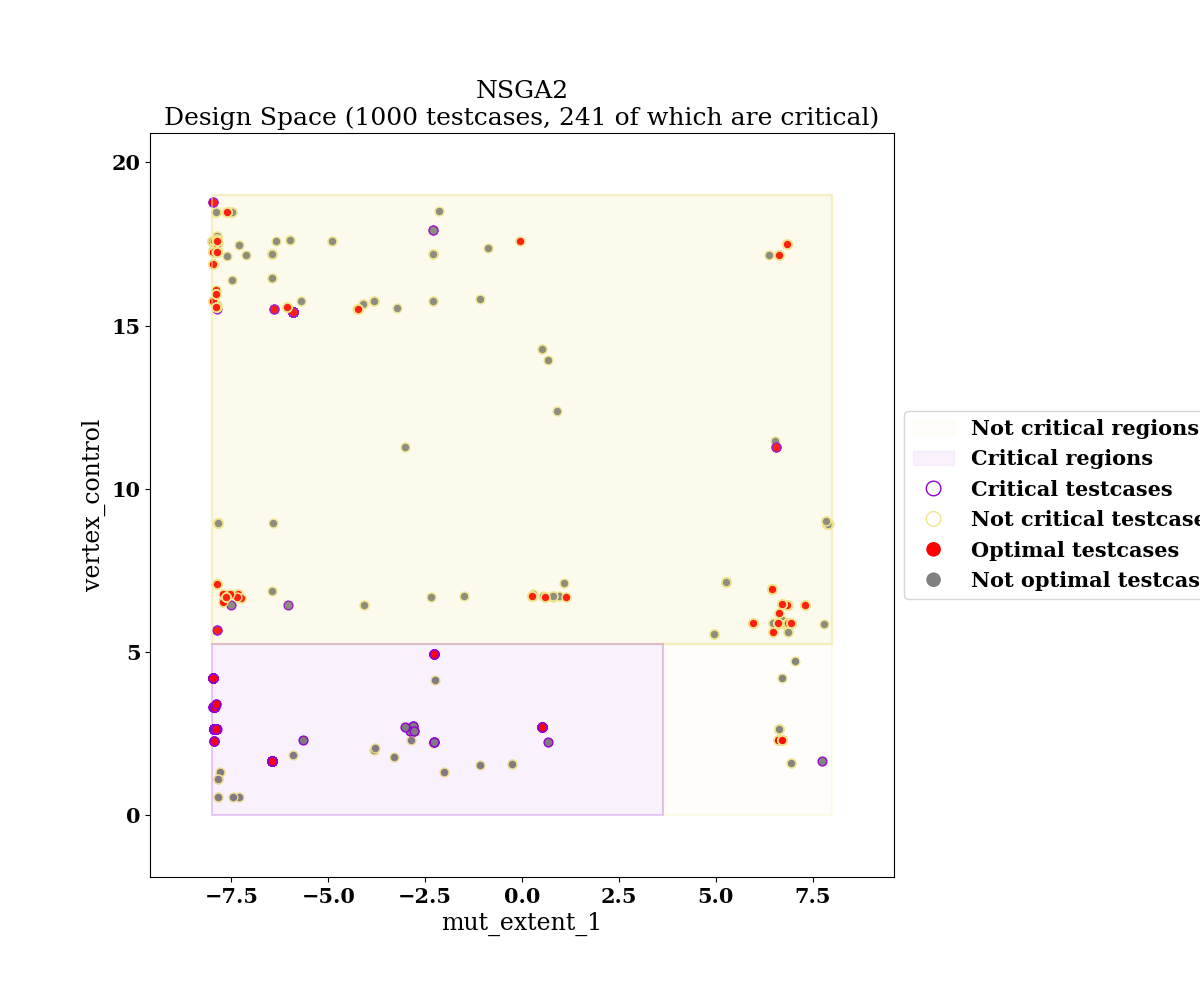 NSGA2
Design Space (1000 testcases, 241 of which are critical)
20
15
10
5
0
vertex_control
−7.5 −5.0 −2.5 0.0 2.5 5.0 7.5
mut_extent_1
Not critical regions
Critical regions
Critical testcases
Not critical testcase
Optimal testcases
Not optimal testcas